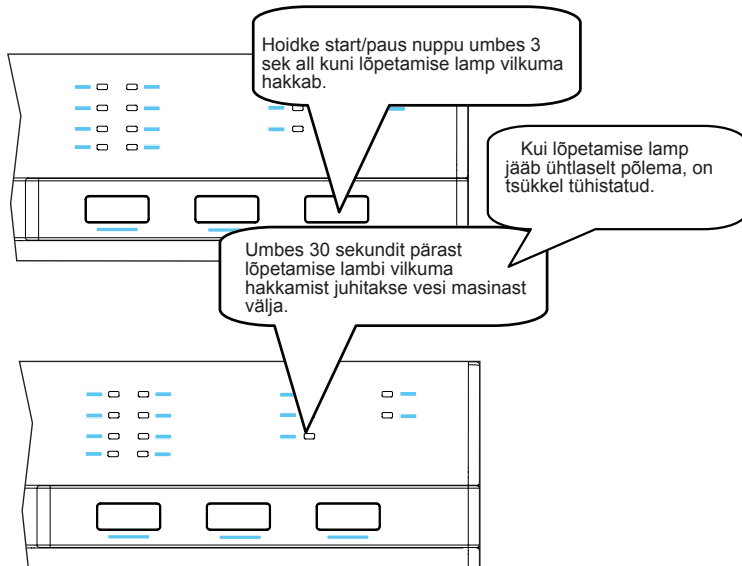 Hoidke start/paus nuppu umbes 3
sek all kuni lõpetamise lamp vilkuma
hakkab.
Kui lõpetamise lamp
jääb ühtlaselt põlema, on
tsükkel tühistatud.
Umbes 30 sekundit pärast
lõpetamise lambi vilkuma
hakkamist juhitakse vesi masinast
välja.